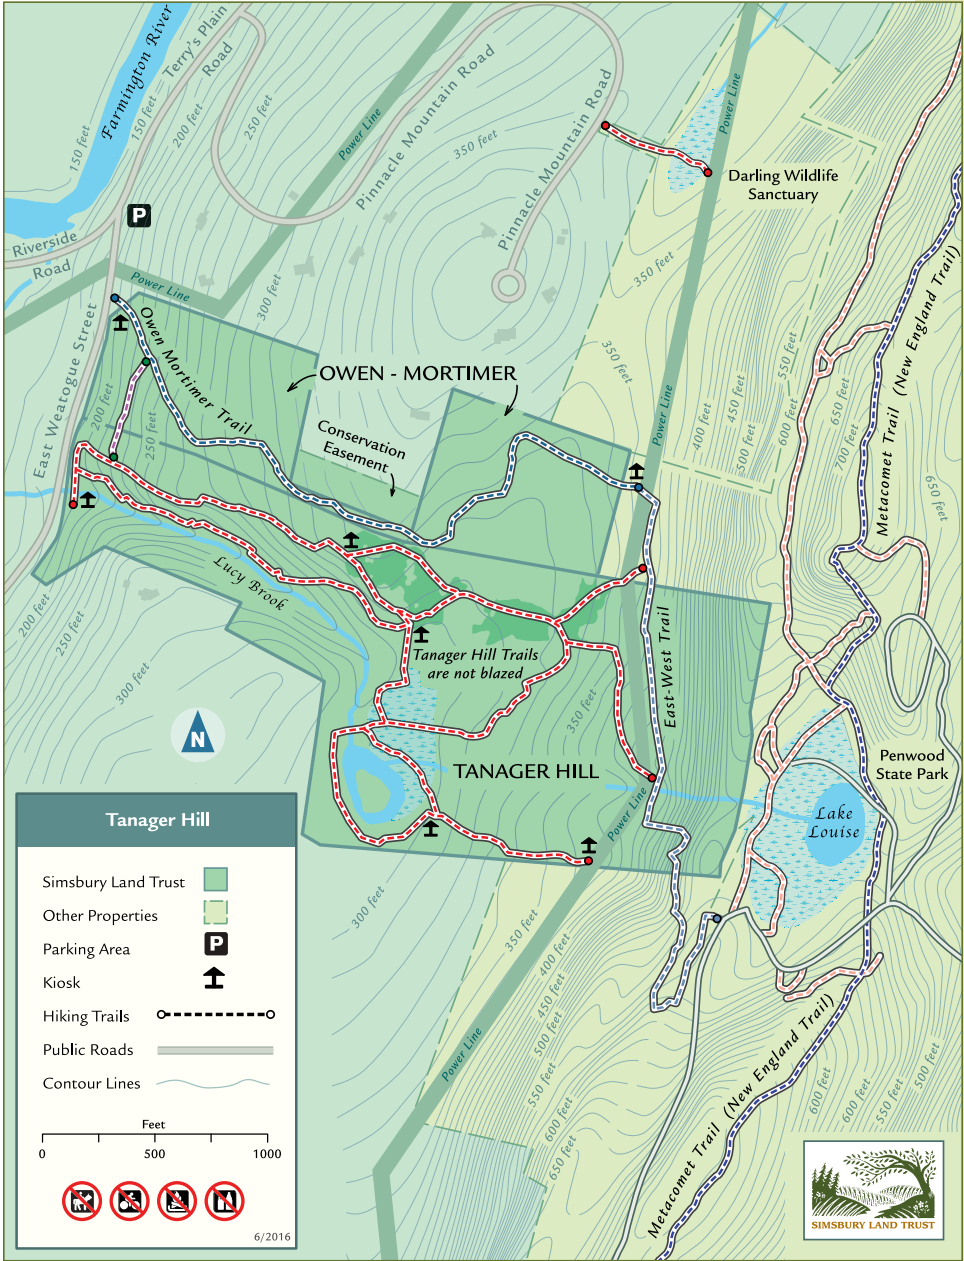 Farmington River
Terry's Plain
Road
150 feet
150 feet
200 feet
250 feet
Power Line
Pinnacle Mountain Road
350 feet
Pinnacle Mountain Road
Power Line
Darling Wildlife
Sanctuary
P
Riverside
Road
Power Line
300 feet
350 feet
East Weatogue Street
Owen Mortimer Trail
OWEN - MORTIMER
Conservation
Easement
200 feet
250 feet
350 feet
Power Line
400 feet
450 feet
500 feet
550 feet
600 feet
650 feet
700 feet
650 feet
Metacomet Trail (New England Trail)
Lucy Brook
200 feet
250 feet
300 feet
Tanager Hill Trails
are not blazed
East-West Trail
350 feet
N
TANAGER HILL
Power Line
Penwood
State Park
Lake
Louise
300 feet
350 feet
400 feet
450 feet
500 feet
550 feet
600 feet
650 feet
Power Line
Metacomet Trail (New England Trail)
600 feet
600 feet
550 feet
500 feet
Tanager Hill
Simsbury Land Trust
Other Properties
Parking Area
P
Kiosk
Hiking Trails
Public Roads
Contour Lines
Feet
0 500 1000
6/2016
SIMSBURY LAND TRUST